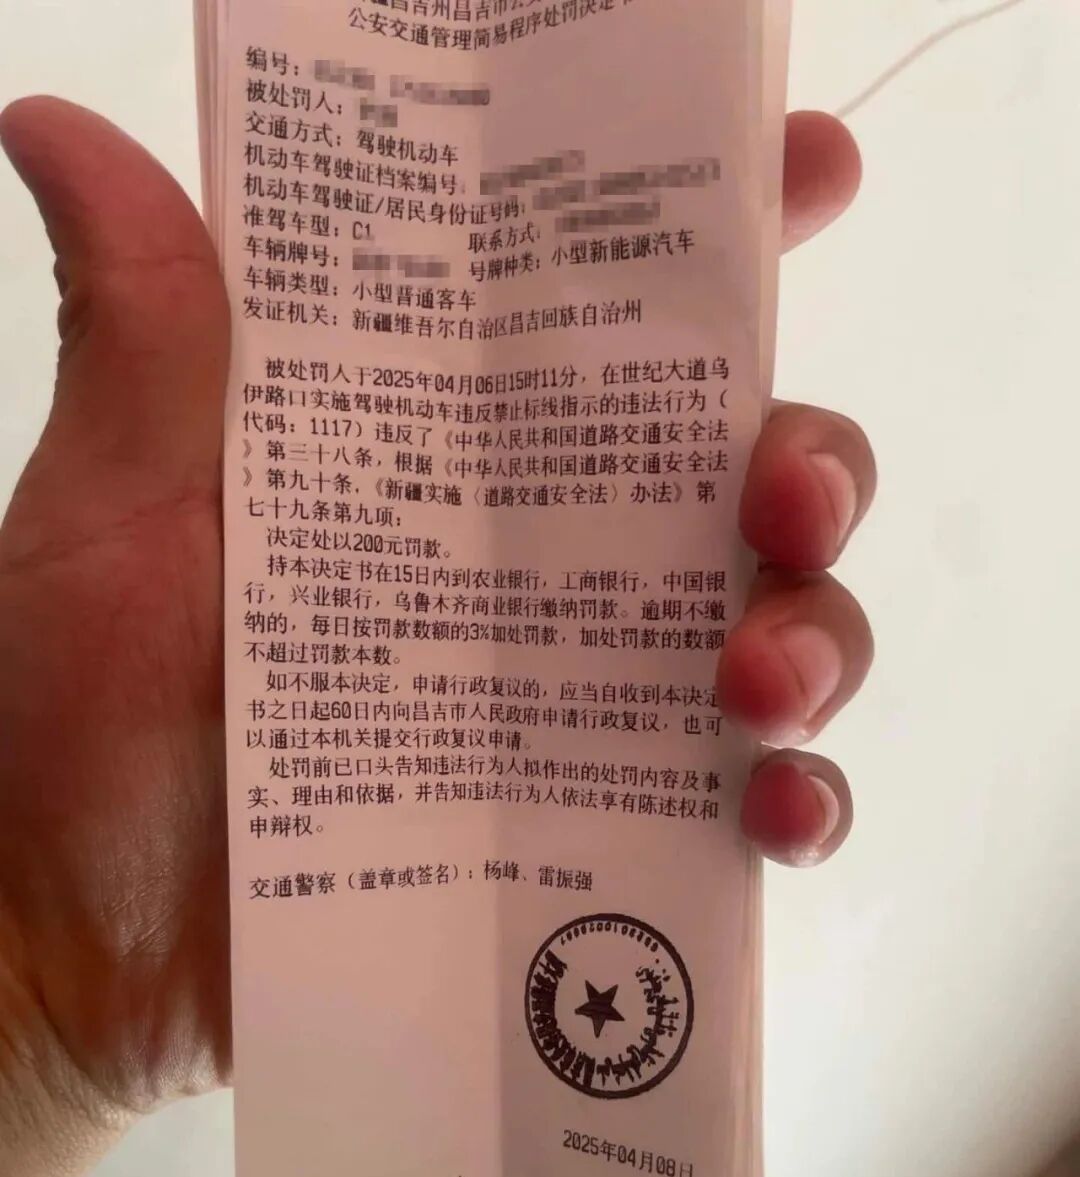 昌吉州昌吉市公安
公安交通管理简易程序处罚决定
编号：
被处罚人：
交通方式：驾驶机动车
机动车驾驶证档案编号：
机动车驾驶证/居民身份证号码：
准驾车型：C1 联系方式：
车辆牌号： 号牌种类：小型新能源汽车
车辆类型：小型普通客车
发证机关：新疆维吾尔自治区昌吉回族自治州
被处罚人于2025年04月06日15时11分，在世纪大道乌
伊路口实施驾驶机动车违反禁止标线指示的违法行为（
代码：1117）违反了《中华人民共和国道路交通安全法
》第三十八条，根据《中华人民共和国道路交通安全法
》第九十条，《新疆实施〈道路交通安全法〉办法》第
七十九条第九项；
决定处以200元罚款。
持本决定书在15日内到农业银行，工商银行，中国银
行，兴业银行，乌鲁木齐商业银行缴纳罚款。逾期不缴
纳的，每日按罚款数额的3%加处罚款，加处罚款的数额
不超过罚款本数。
如不服本决定，申请行政复议的，应当自收到本决定
书之日起60日内向昌吉市人民政府申请行政复议，也可
以通过本机关提交行政复议申请。
处罚前已口头告知违法行为人拟作出的处罚内容及事
实、理由和依据，并告知违法行为人依法享有陈述权和
申辩权。
交通警察（盖章或签名）：杨峰、雷振强
2025年04月08日